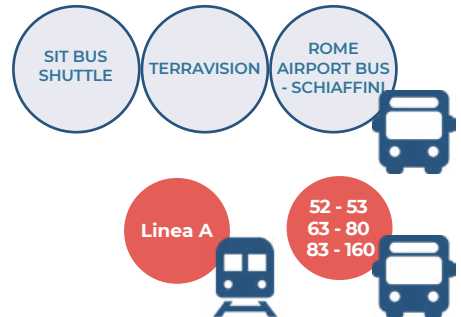 SIT BUS
SHUTTLE
TERRAVISION
ROME
AIRPORT BUS
- SCHIAFFINI
Linea A
52 - 53
63 - 80
83 - 160